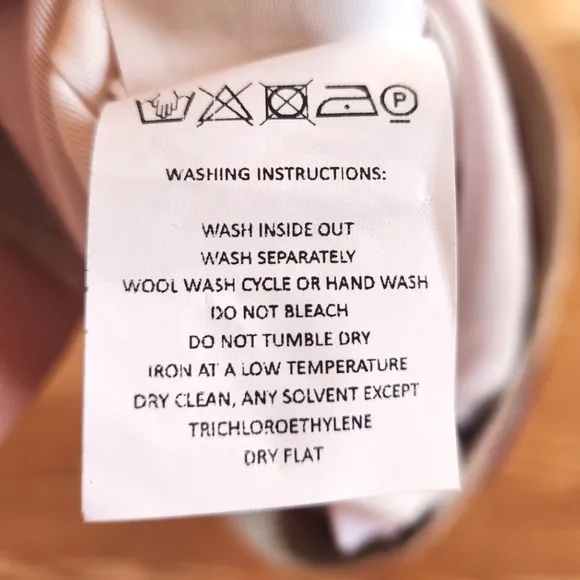 P
WASHING INSTRUCTIONS:
WASH INSIDE OUT
WASH SEPARATELY
WOOL WASH CYCLE OR HAND WASH
DO NOT BLEACH
DO NOT TUMBLE DRY
IRON AT A LOW TEMPERATURE
DRY CLEAN, ANY SOLVENT EXCEPT
TRICHLOROETHYLENE
DRY FLAT